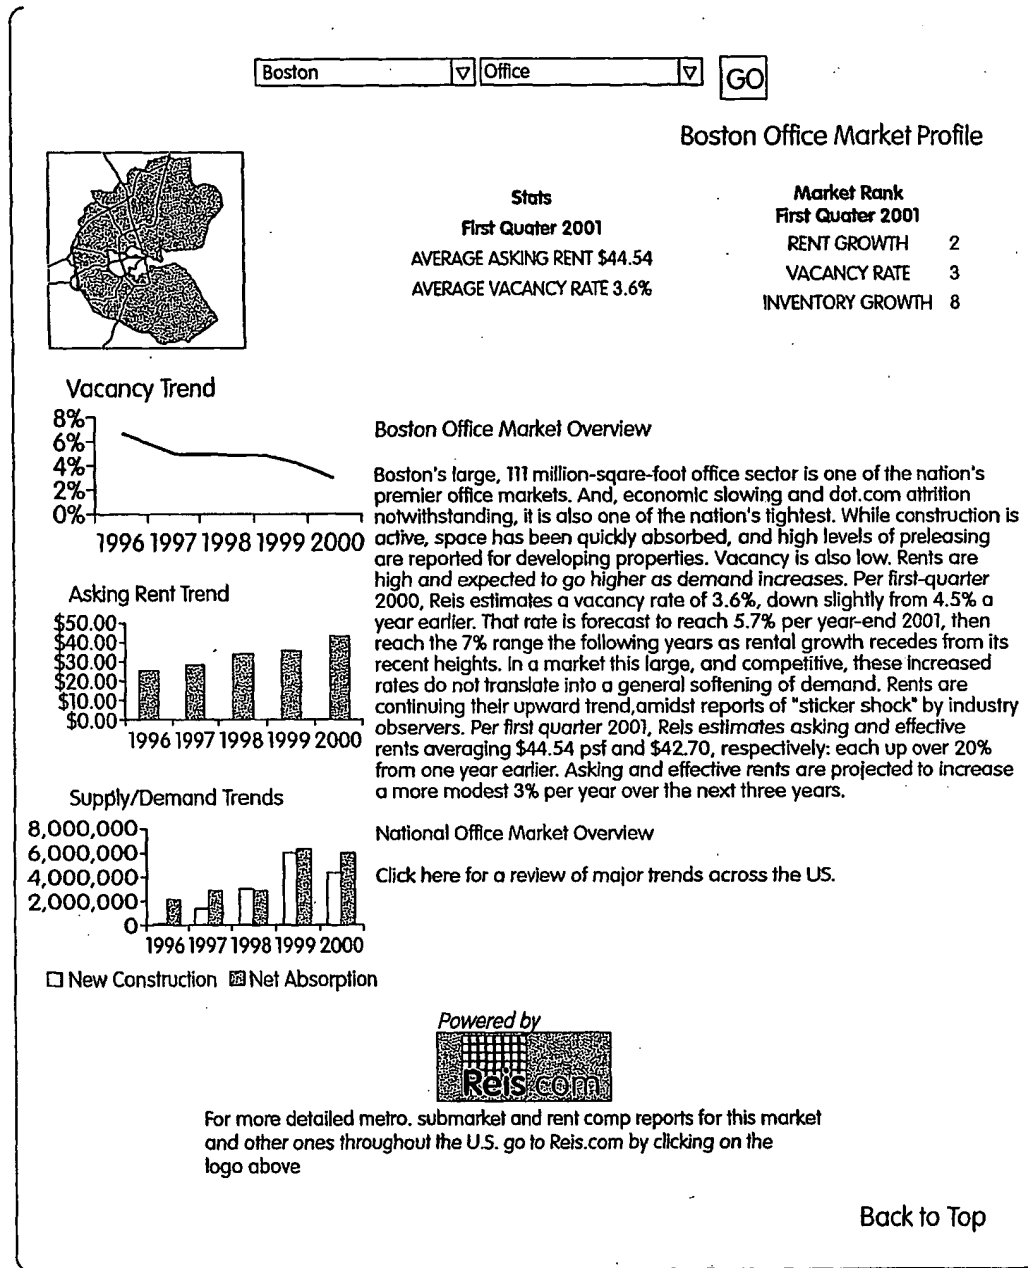 Boston Office GO
Boston Office Market Profile
Stats
First Quater 2001
AVERAGE ASKING RENT $44.54
AVERAGE VACANCY RATE 3.6%
Market Rank
First Quater 2001
RENT GROWTH 2
VACANCY RATE 3
INVENTORY GROWTH 8
Vacancy Trend
8%
6%
4%
2%
0%
1996 1997 1998 1999 2000
Asking Rent Trend
$50.00
$40.00
$30.00
$20.00
$10.00
$0.00
1996 1997 1998 1999 2000
Supply/Demand Trends
8,000,000
6,000,000
4,000,000
2,000,000
0
1996 1997 1998 1999 2000
New Construction Net Absorption
Boston Office Market Overview
Boston's large, 111 million-sqare-foot office sector is one of the nation's
premier office markets. And, economic slowing and dot.com attrition
notwithstanding, it is also one of the nation's tightest. While construction is
active, space has been quickly absorbed, and high levels of preleasing
are reported for developing properties. Vacancy is also low. Rents are
high and expected to go higher as demand increases. Per first-quarter
2000, Reis estimates a vacancy rate of 3.6%, down slightly from 4.5% a
year earlier. That rate is forecast to reach 5.7% per year-end 2001, then
reach the 7% range the following years as rental growth recedes from its
recent heights. In a market this large, and competitive, these increased
rates do not translate into a general softening of demand. Rents are
continuing their upward trend,amidst reports of "sticker shock" by industry
observers. Per first quarter 2001, Reis estimates asking and effective
rents averaging $44.54 psf and $42.70, respectively: each up over 20%
from one year earlier. Asking and effective rents are projected to increase
a more modest 3% per year over the next three years.
National Office Market Overview
Click here for a review of major trends across the US.
Powered by
Reis.com
For more detailed metro. submarket and rent comp reports for this market
and other ones throughout the U.S. go to Reis.com by clicking on the
logo above
Back to Top